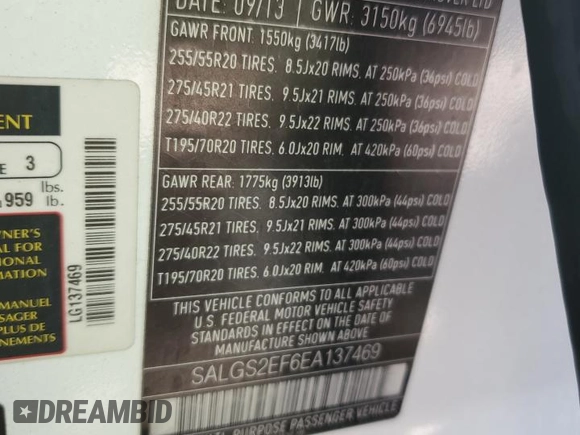 DATE: 09/13 GWR: 3150kg (6945lb)
GAWR FRONT: 1550kg (3417lb)
255/55R20 TIRES. 8.5Jx20 RIMS. AT 250kPa (36psi) COLD
275/45R21 TIRES. 9.5Jx21 RIMS. AT 250kPa (36psi) COLD
275/40R22 TIRES. 9.5Jx22 RIMS. AT 250kPa (36psi) COLD
T195/70R20 TIRES. 6.0Jx20 RIM. AT 420kPa (60psi) COLD
GAWR REAR: 1775kg (3913lb)
255/55R20 TIRES. 8.5Jx20 RIMS. AT 300kPa (44psi) COLD
275/45R21 TIRES. 9.5Jx21 RIMS. AT 300kPa (44psi) COLD
275/40R22 TIRES. 9.5Jx22 RIMS. AT 300kPa (44psi) COLD
T195/70R20 TIRES. 6.0Jx20 RIM. AT 420kPa (60psi) COLD
THIS VEHICLE CONFORMS TO ALL APPLICABLE
U.S. FEDERAL MOTOR VEHICLE SAFETY
STANDARDS IN EFFECT ON THE DATE OF
MANUFACTURE SHOWN ABOVE.
SALGS2EF6EA137469
PURPOSE PASSENGER VEHICLE
ENT
E 3
959 lbs.
lb.
NER'S
AL FOR
TIONAL
RMATION
MANUEL
SAGER
PLUS DE
LG137469
DREAMBID